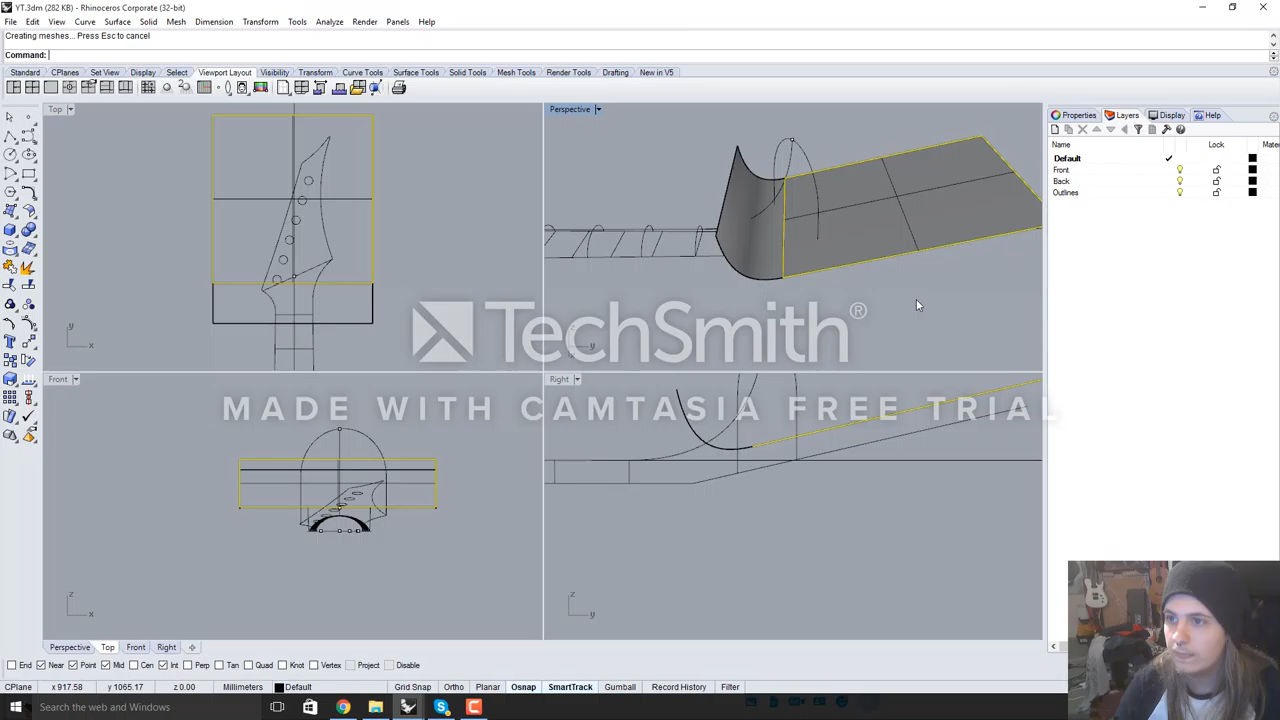 YT.3dm (282 KB) - Rhinoceros Corporate (32-bit)
File Edit View Curve Surface Solid Mesh Dimension Transform Tools Analyze Render Panels Help
Creating meshes... Press Esc to cancel
Command:
Standard CPlanes Set View Display Select Viewport Layout Visibility Transform Curve Tools Surface Tools Solid Tools Mesh Tools Render Tools Drafting New in V5
Top
Perspective
Properties Layers Display Help
Name Lock Mate
Default
Front
Back
Outlines
y
x
y
TechSmith®
MADE WITH CAMTASIA FREE TRIAL
Front
Right
z
x
z
y
Perspective Top Front Right
End Near Point Mid Cen Int Perp Tan Quad Knot Vertex Project Disable
CPlane x 917.58 y 1065.17 z 0.00 Millimeters Default Grid Snap Ortho Planar Osnap SmartTrack Gumball Record History Filter
Search the web and Windows